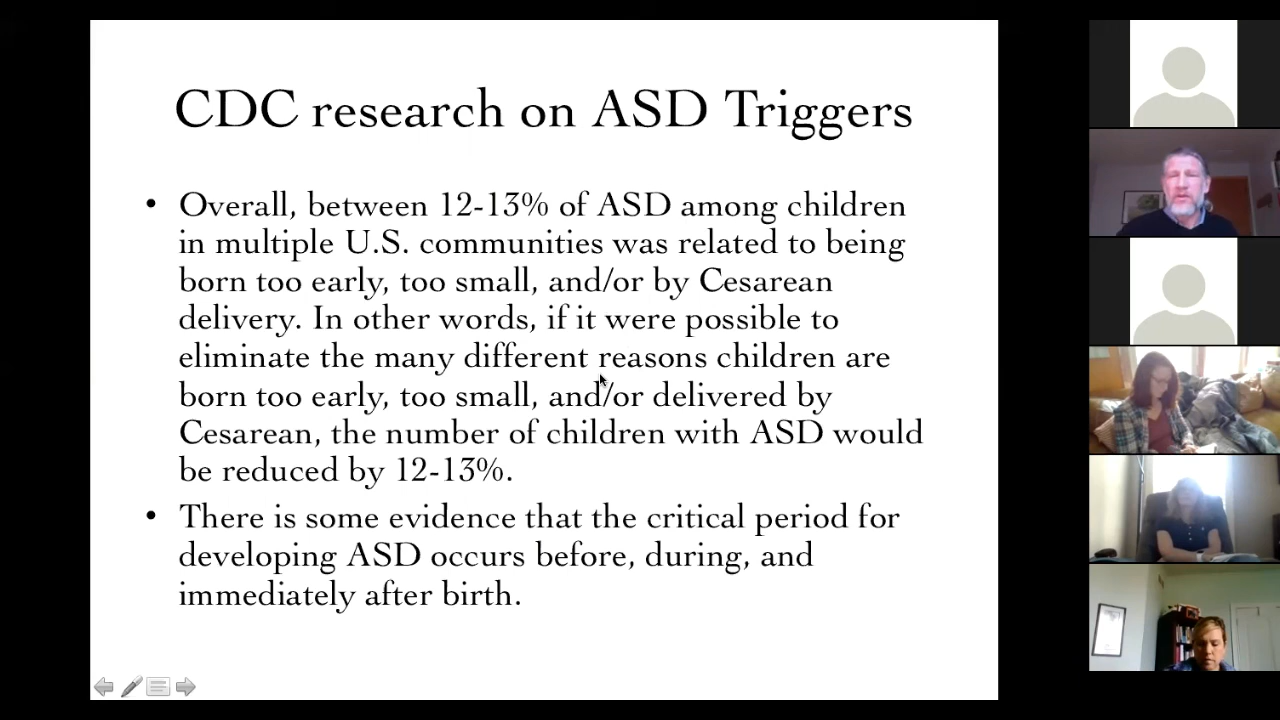 CDC research on ASD Triggers
• Overall, between 12-13% of ASD among children
in multiple U.S. communities was related to being
born too early, too small, and/or by Cesarean
delivery. In other words, if it were possible to
eliminate the many different reasons children are
born too early, too small, and/or delivered by
Cesarean, the number of children with ASD would
be reduced by 12-13%.
• There is some evidence that the critical period for
developing ASD occurs before, during, and
immediately after birth.